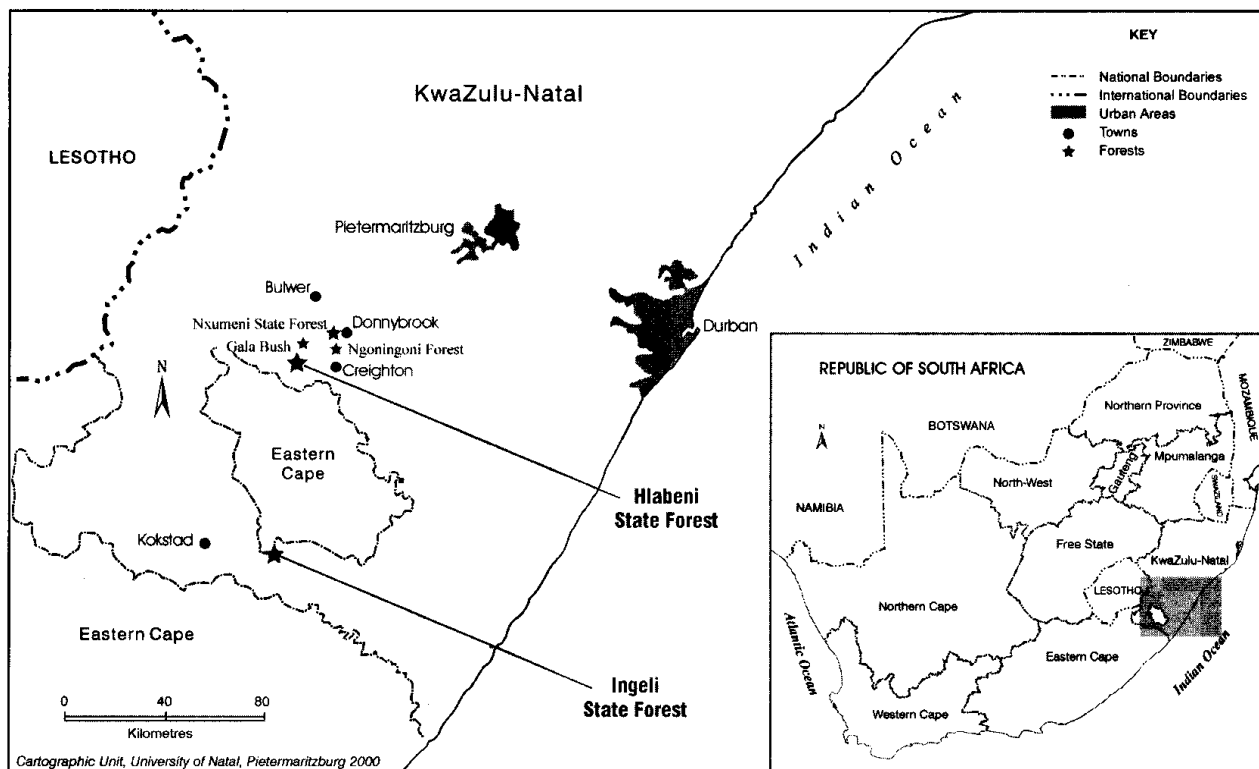 KwaZulu-Natal
LESOTHO
Indian Ocean
KEY
National Boundaries
International Boundaries
Urban Areas
Towns
Forests
Pietermaritzburg
Bulwer
Nxumeni State Forest
Donnybrook
Gala Bush
Ngoningoni Forest
Creighton
Durban
N
Eastern
Cape
Hlabeni
State Forest
Kokstad
Eastern Cape
Ingeli
State Forest
0 40 80
Kilometres
Cartographic Unit, University of Natal, Pietermaritzburg 2000
REPUBLIC OF SOUTH AFRICA
ZIMBABWE
MOZAMBIQUE
Northern Province
N
BOTSWANA
Mpumalanga
Gauteng
North-West
SWAZILAND
NAMIBIA
Free State
KwaZulu-Natal
LESOTHO
Northern Cape
Atlantic Ocean
Eastern Cape
Indian Ocean
Western Cape